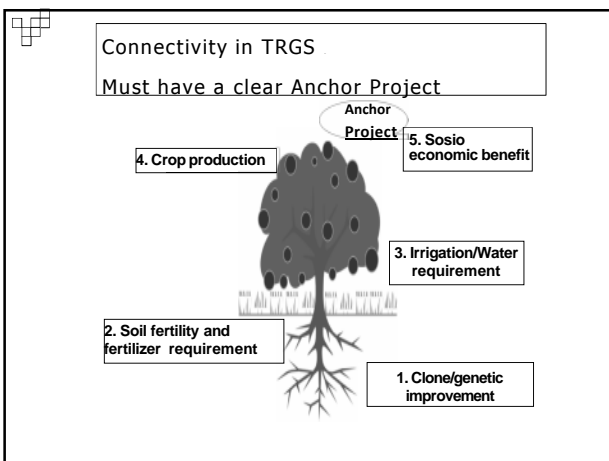 Connectivity in TRGS
Must have a clear Anchor Project
Anchor
Project
5. Sosio
economic benefit
4. Crop production
3. Irrigation/Water
requirement
2. Soil fertility and
fertilizer requirement
1. Clone/genetic
improvement